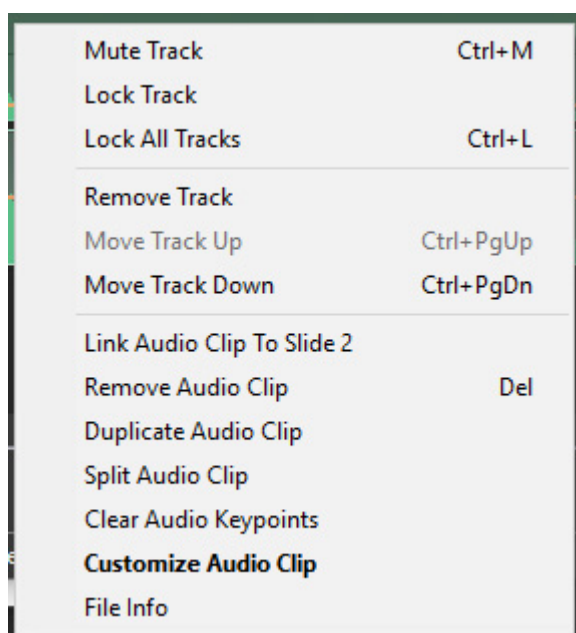 Mute Track Ctrl+M
Lock Track
Lock All Tracks Ctrl+L
Remove Track
Move Track Up Ctrl+PgUp
Move Track Down Ctrl+PgDn
Link Audio Clip To Slide 2
Remove Audio Clip Del
Duplicate Audio Clip
Split Audio Clip
Clear Audio Keypoints
Customize Audio Clip
File Info